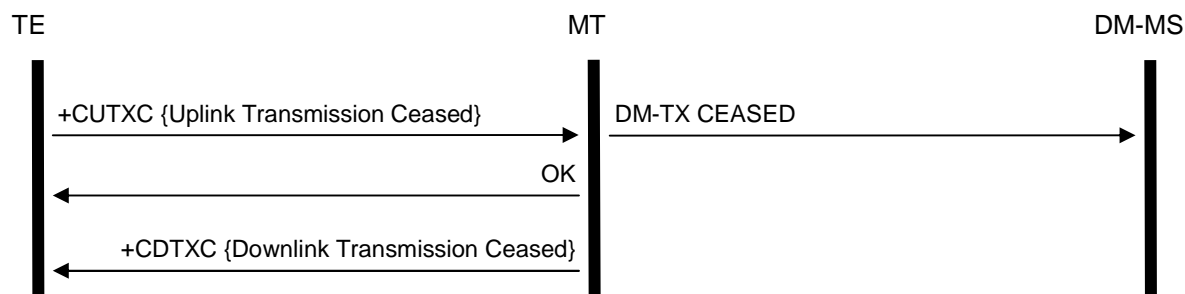 TE
MT
DM-MS
+CUTXC {Uplink Transmission Ceased}
DM-TX CEASED
OK
+CDTXC {Downlink Transmission Ceased}